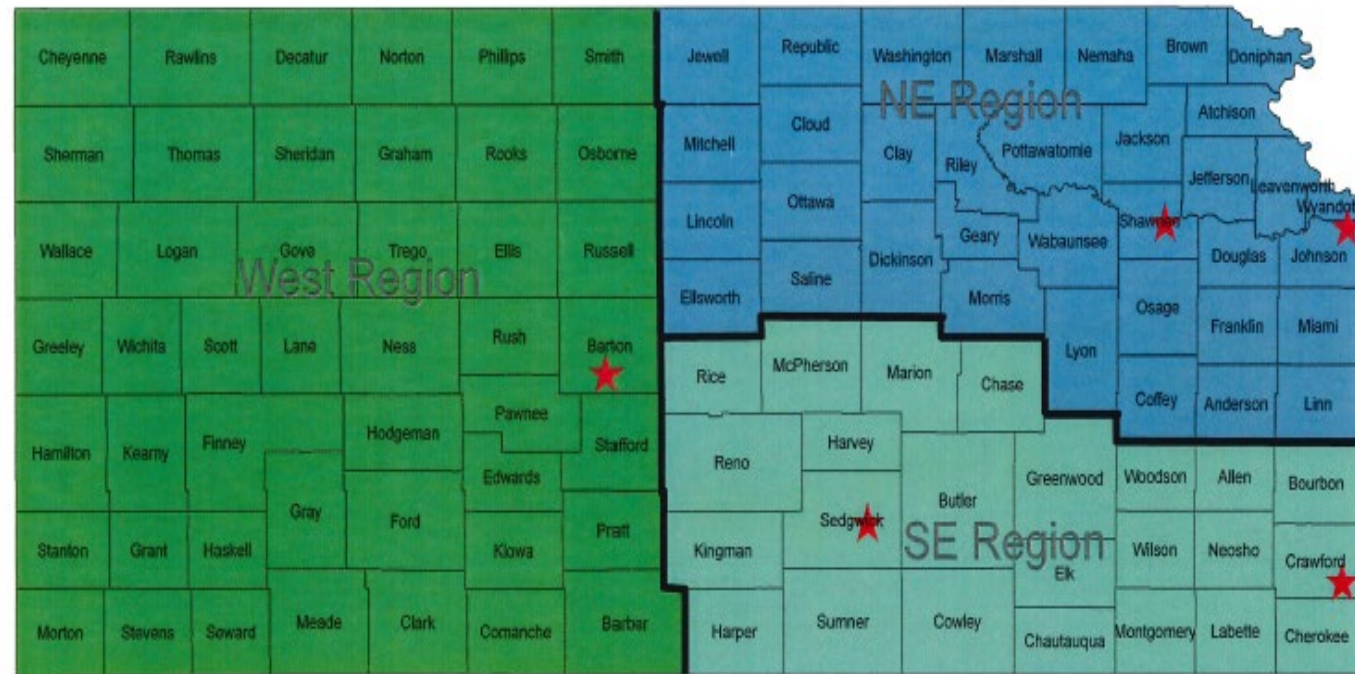 Cheyenne Rawlins Decatur Norton Phillips Smith Jewell Republic Washington Marshall Nemaha Brown Doniphan
NE Region
Atchison
Sherman Thomas Sheridan Graham Rooks Osborne Mitchell Cloud Clay Riley Pottawatomie Jackson
Jefferson Leavenworth
Wyandot
Lincoln Ottawa Shawnee
Wallace Logan Gove Trego Ellis Russell Dickinson Geary Wabaunsee Douglas Johnson
West Region
Ellsworth Saline Morris Osage
Greeley Wichita Scott Lane Ness Rush Barton Lyon Franklin Miami
Rice McPherson Marion Chase
Coffey Anderson Linn
Hamilton Kearny Finney Hodgeman Pawnee Stafford
Reno Harvey
Gray Ford Edwards Butler Greenwood Woodson Allen Bourbon
Sedgwick
SE Region
Stanton Grant Haskell Kiowa Pratt Kingman Elk Wilson Neosho Crawford
Morton Stevens Seward Meade Clark Comanche Barber Harper Sumner Cowley Chautauqua Montgomery Labette Cherokee